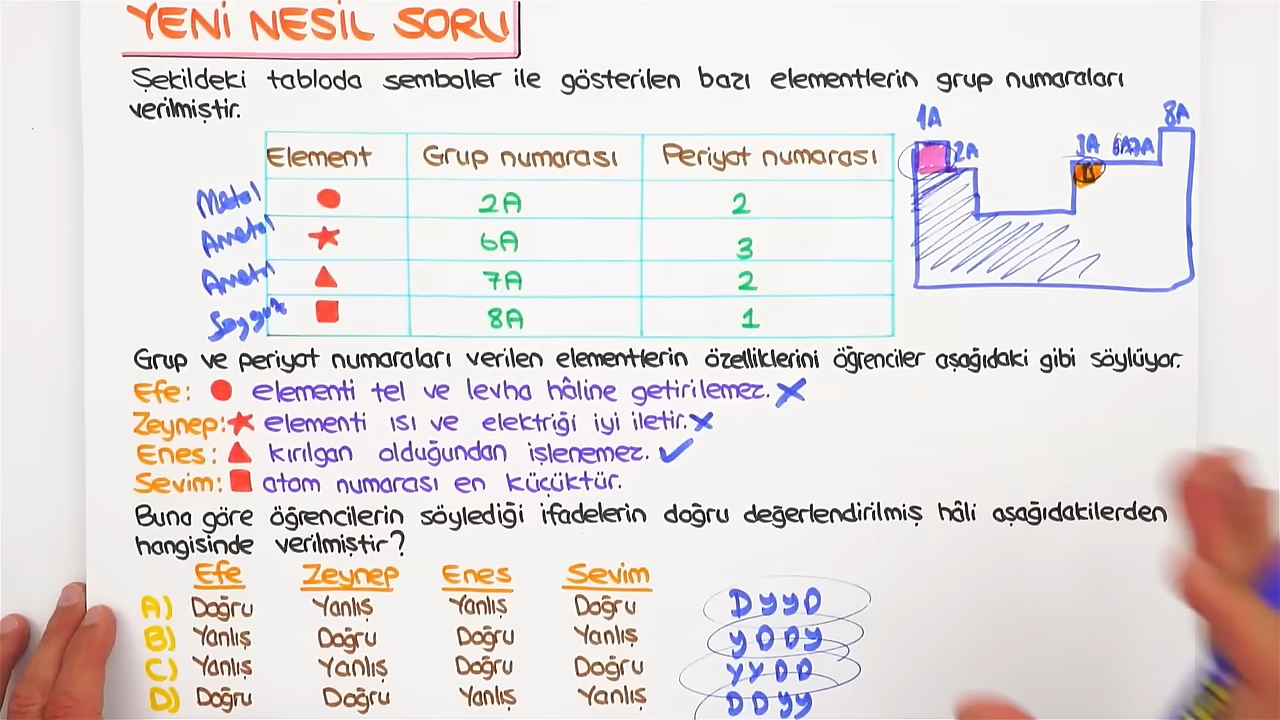 YENİ NESİL SORU
Şekildeki tabloda semboller ile gösterilen bazı elementlerin grup numaraları
verilmiştir.
1A
2A
3A
6A 7A
8A
Element Grup numarası Periyot numarası
Metal 2A 2
Ametal 6A 3
Ametal 7A 2
Soygaz 8A 1
Grup ve periyot numaraları verilen elementlerin özelliklerini öğrenciler aşağıdaki gibi söylüyor.
Efe: elementi tel ve levha hâline getirilemez.
Zeynep: elementi ısı ve elektriği iyi iletir.
Enes: kırılgan olduğundan işlenemez.
Sevim: atom numarası en küçüktür.
Buna göre öğrencilerin söylediği ifadelerin doğru değerlendirilmiş hâli aşağıdakilerden
hangisinde verilmiştir?
Efe Zeynep Enes Sevim
A) Doğru Yanlış Yanlış Doğru DYYD
B) Yanlış Doğru Doğru Yanlış YDDY
C) Yanlış Yanlış Doğru Doğru YYDD
D) Doğru Doğru Yanlış Yanlış DDYY